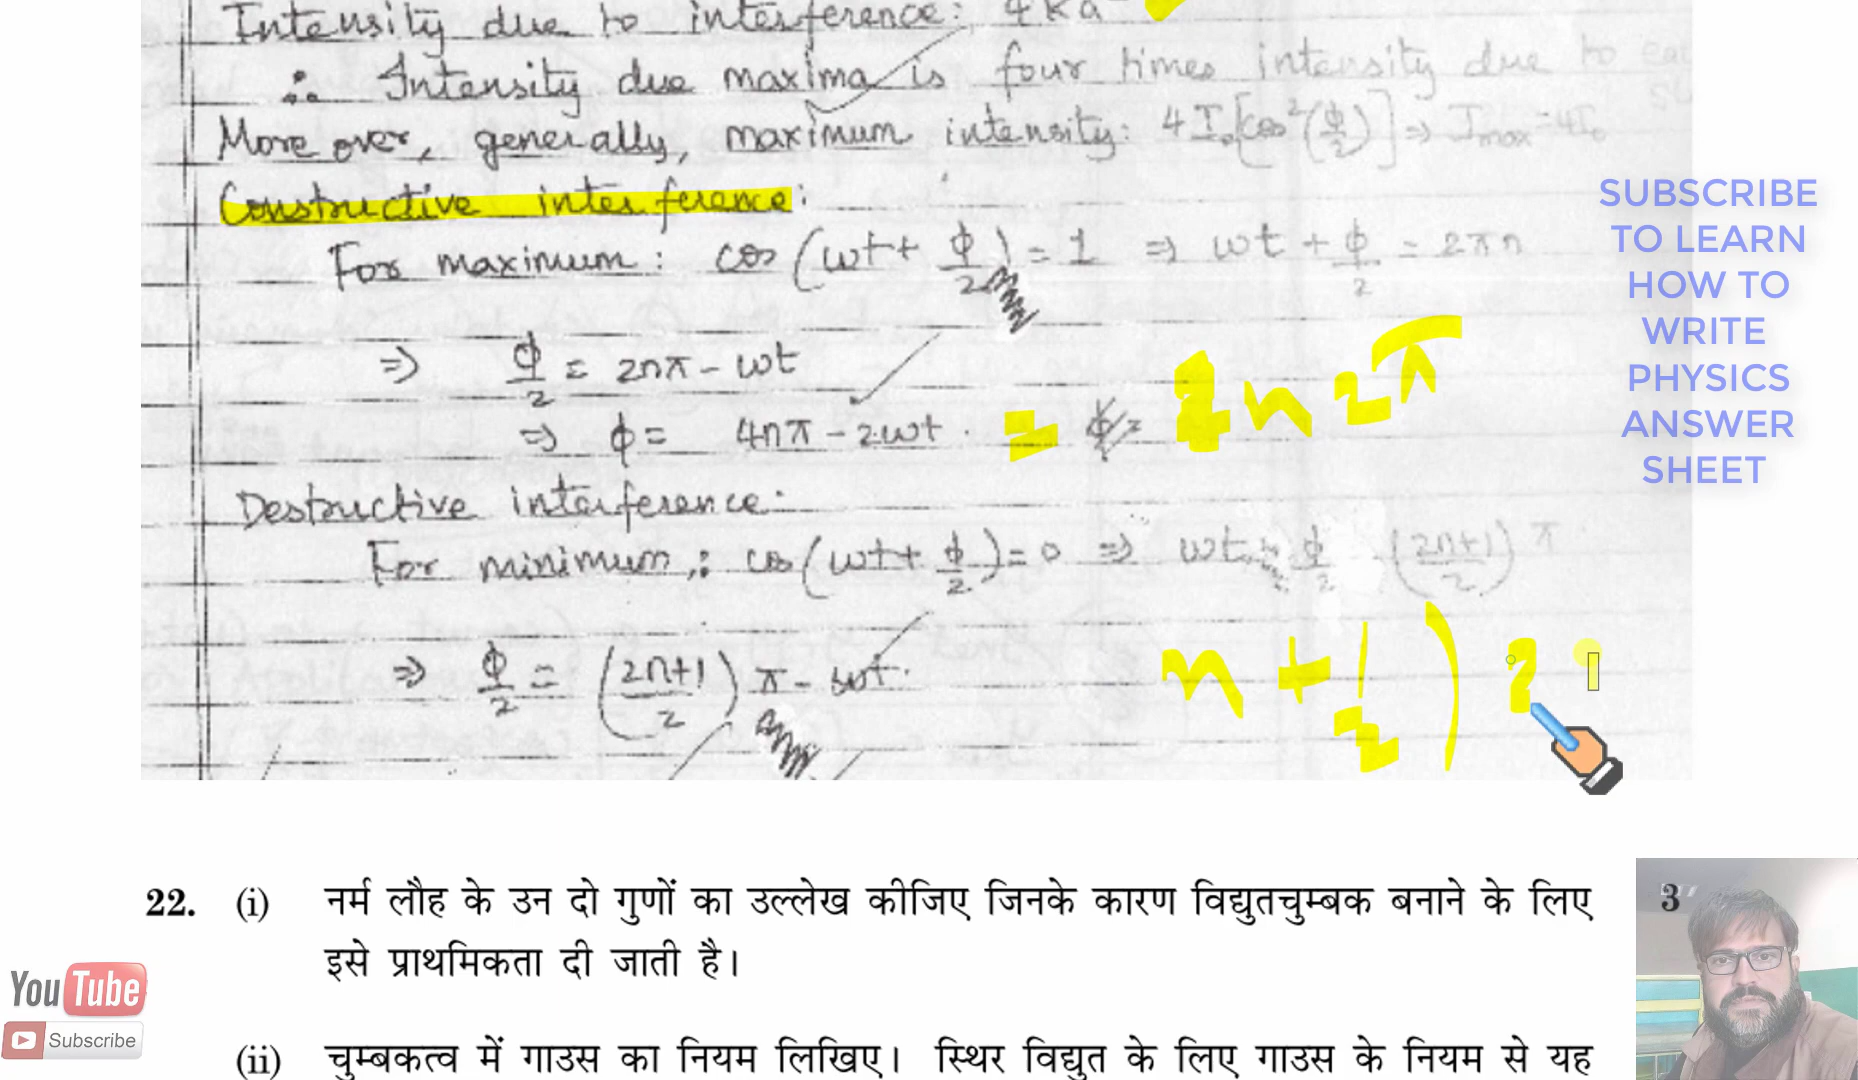 Intensity due to interference: 4ka
∴ Intensity due maxima is four times intensity due to
More over, generally, maximum intensity: 4I₀[cos²(ϕ/2)] ⇒ Imax = 4I₀
Constructive interference:
For maximum: cos(ωt + ϕ/2) = 1 ⇒ ωt + ϕ/2 = 2πn
⇒ ϕ/2 = 2nπ - ωt
⇒ ϕ = 4nπ - 2ωt.
= n2π
Destructive interference:
For minimum: cos(ωt + ϕ/2) = 0 ⇒ ωt + ϕ/2 (2n+1/2) π
⇒ ϕ/2 = (2n+1/2) π - ωt.
n + 1/2) 2
SUBSCRIBE
TO LEARN
HOW TO
WRITE
PHYSICS
ANSWER
SHEET
22. (i) नर्म लौह के उन दो गुणों का उल्लेख कीजिए जिनके कारण विद्युतचुम्बक बनाने के लिए 3
इसे प्राथमिकता दी जाती है।
(ii) चुम्बकत्व में गाउस का नियम लिखिए। स्थिर विद्युत के लिए गाउस के नियम से यह
YouTube
Subscribe